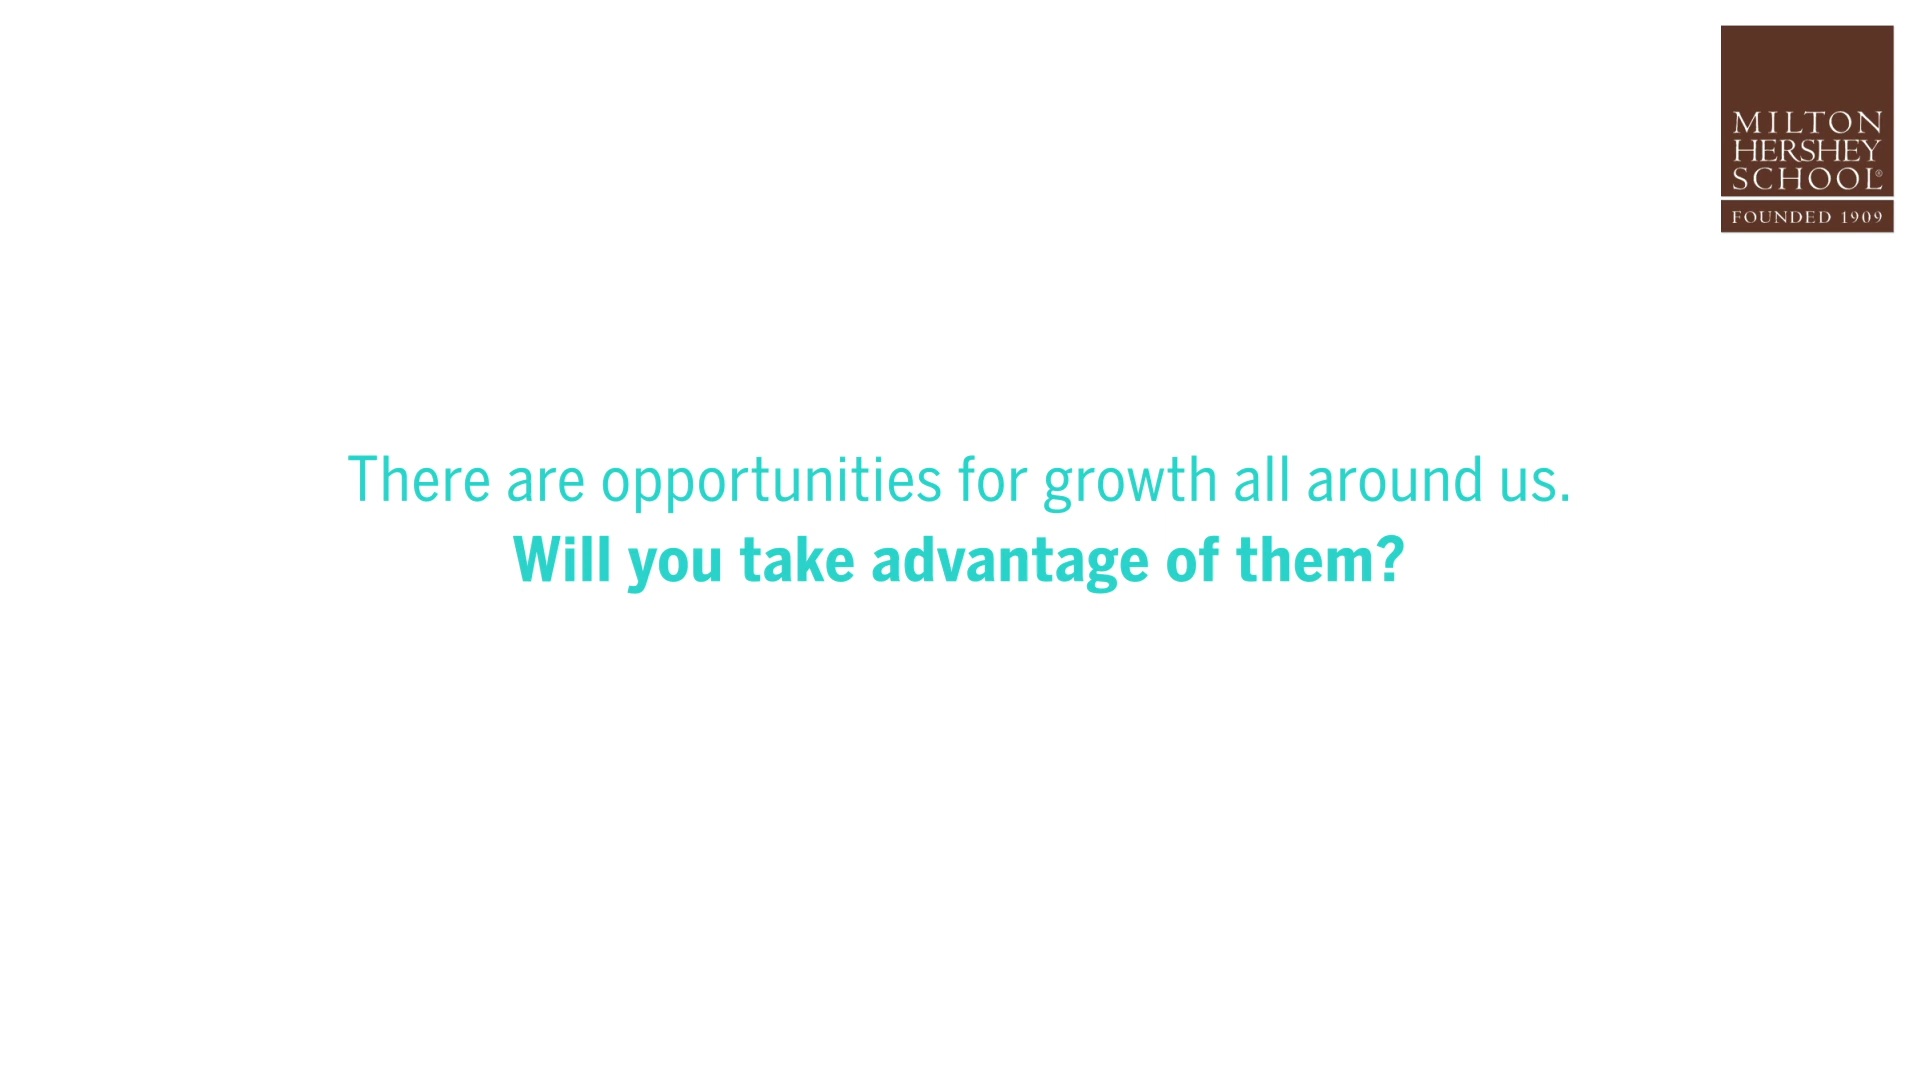 MILTON
HERSHEY
SCHOOL®
FOUNDED 1909
There are opportunities for growth all around us.
Will you take advantage of them?